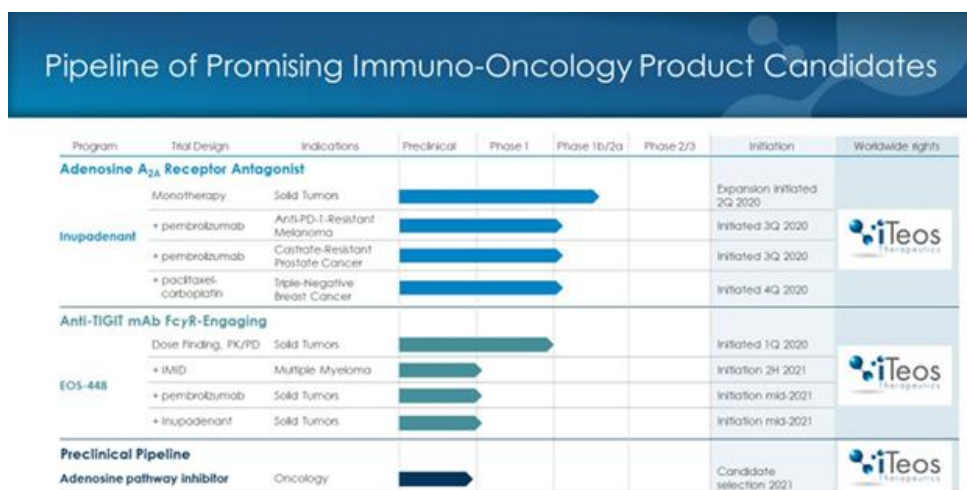 Pipeline of Promising Immuno-Oncology Product Candidates
Program Trial Design Indications Preclinical Phase 1 Phase 1b/2a Phase 2/3 Initiation Worldwide rights
Adenosine A2A Receptor Antagonist
Inupadenant
Monotherapy Solid Tumors Expansion initiated
2Q 2020
+ pembrolizumab Anti-PD-1-Resistant
Melanoma Initiated 3Q 2020
+ pembrolizumab Castrate-Resistant
Prostate Cancer Initiated 3Q 2020
+ paclitaxel-
carboplatin Triple-Negative
Breast Cancer Initiated 4Q 2020
iTeos
Therapeutics
Anti-TIGIT mAb FcγR-Engaging
EOS-448
Dose Finding, PK/PD Solid Tumors Initiated 1Q 2020
+ IMiD Multiple Myeloma Initiation 2H 2021
+ pembrolizumab Solid Tumors Initiation mid-2021
+ Inupadenant Solid Tumors Initiation mid-2021
iTeos
Therapeutics
Preclinical Pipeline
Adenosine pathway inhibitor Oncology Candidate
selection 2021
iTeos
Therapeutics